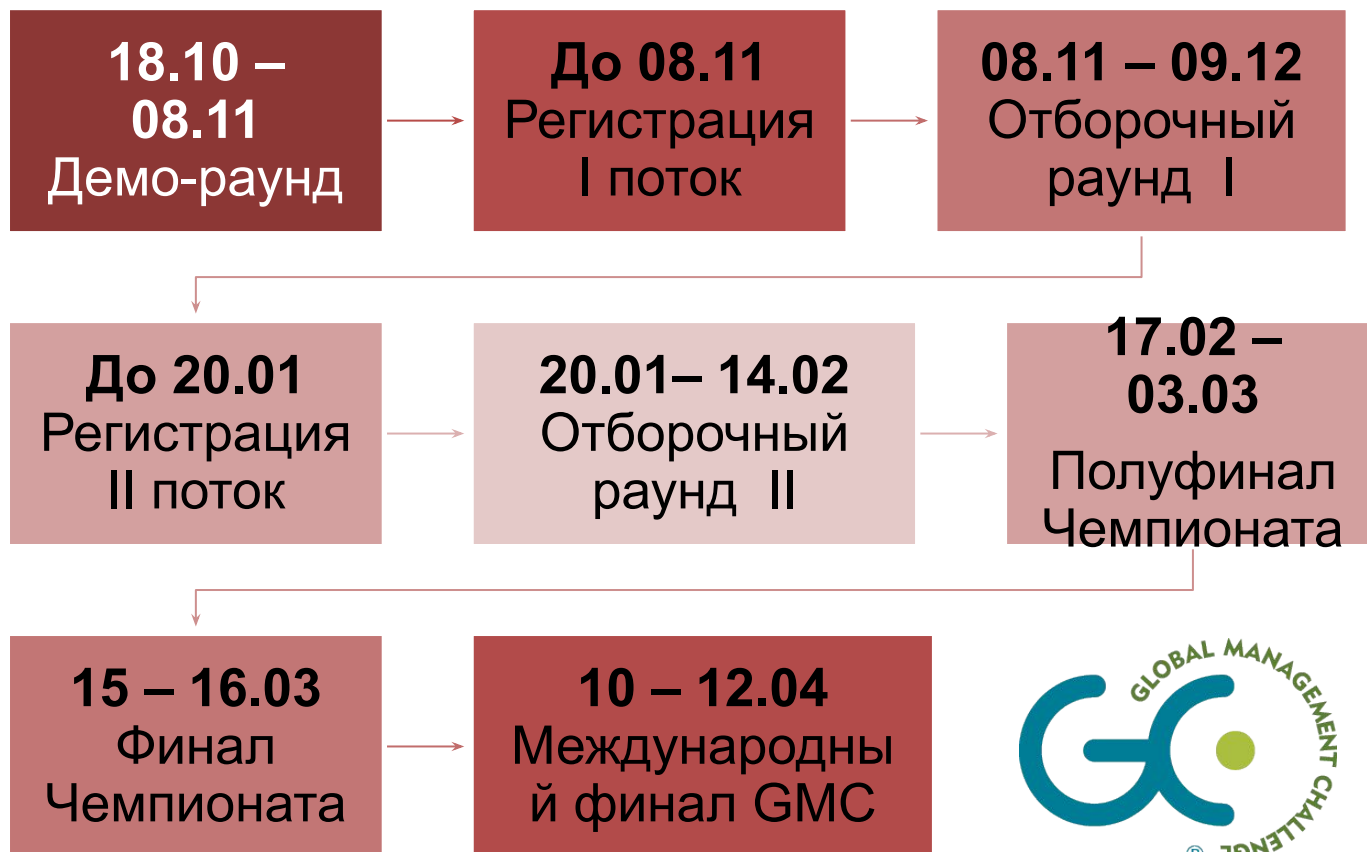 18.10 –
08.11
Демо-раунд
До 08.11
Регистрация
I поток
08.11 – 09.12
Отборочный
раунд I
До 20.01
Регистрация
II поток
20.01– 14.02
Отборочный
раунд II
17.02 –
03.03
Полуфинал
Чемпионата
15 – 16.03
Финал
Чемпионата
10 – 12.04
Международны
й финал GMC
GLOBAL MANAGEMENT CHALLENGE
®